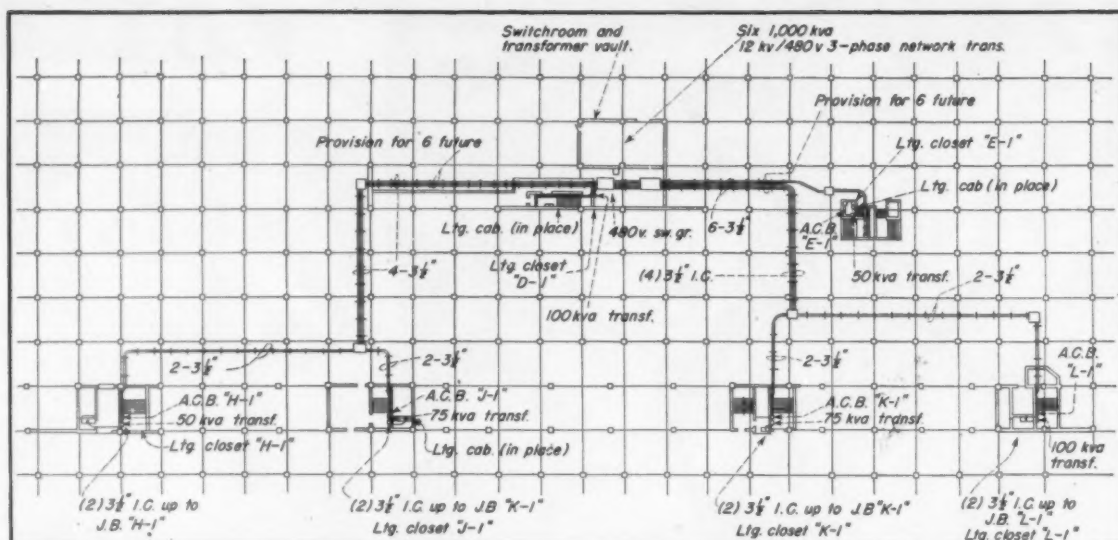 Switchroom and
transformer vault.
Six 1,000 kva
12 kv/480 v 3-phase network trans.
Provision for 6 future
Provision for 6 future
Ltg. closet "E-1"
Ltg. cab (in place)
Ltg. cab. (in place)
480 v. sw. gr.
6-3½"
A.C.B.
"E-1"
4-3½"
Ltg. closet
"D-1"
(4) 3½" I.C.
50 kva transf.
2-3½"
100 kva transf.
2-3½"
2-3½"
2-3½"
A.C.B.
"L-1"
A.C.B. "H-1"
50 kva transf.
Ltg. closet "H-1"
A.C.B. "J-1"
75 kva transf.
Ltg. cab. (in place)
A.C.B. "K-1"
75 kva transf.
100 kva
transf.
(2) 3½" I.C. up to
J.B. "H-1"
(2) 3½" I.C. up to J.B "K-1"
Ltg. closet "J-1"
(2) 3½" I.C. up to J.B "K-1"
Ltg. closet "K-1"
(2) 3½" I.C. up to
J.B. "L-1"
Ltg. closet "L-1"